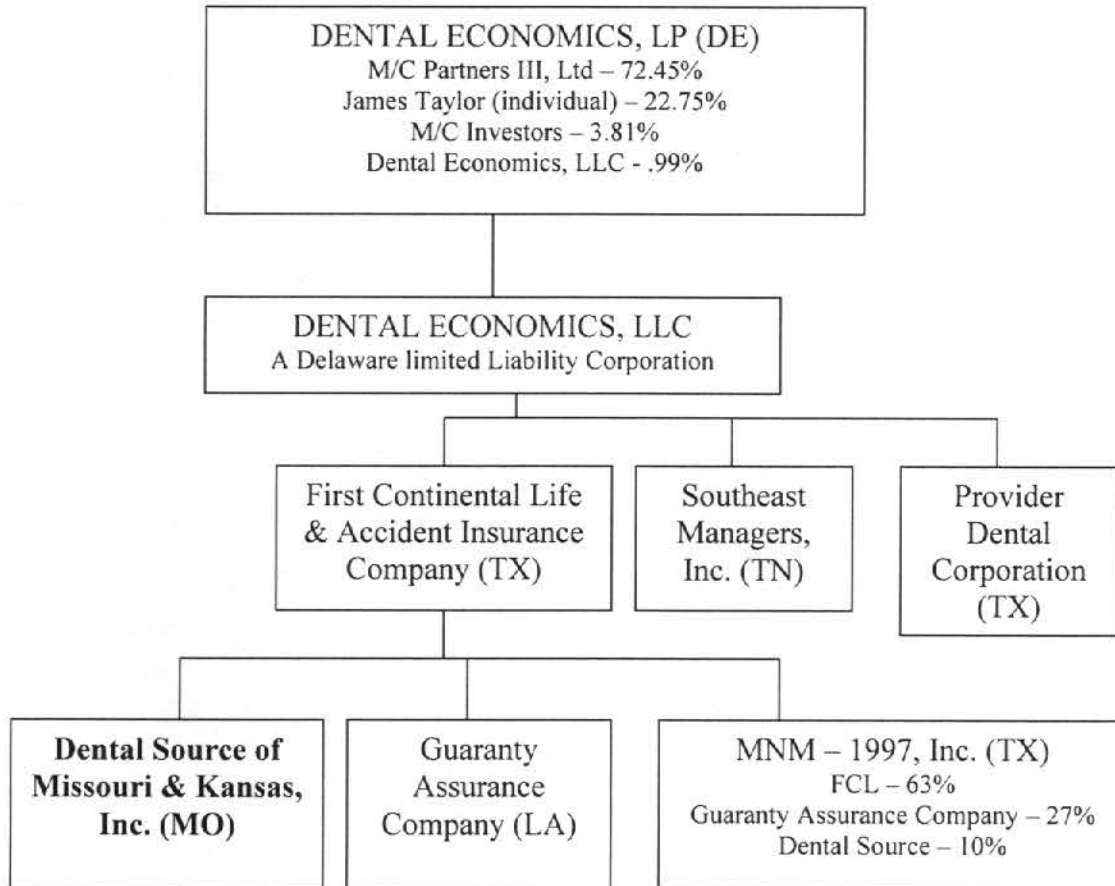 DENTAL ECONOMICS, LP (DE)
M/C Partners III, Ltd – 72.45%
James Taylor (individual) – 22.75%
M/C Investors – 3.81%
Dental Economics, LLC - .99%
DENTAL ECONOMICS, LLC
A Delaware limited Liability Corporation
First Continental Life
& Accident Insurance
Company (TX)
Southeast
Managers,
Inc. (TN)
Provider
Dental
Corporation
(TX)
Dental Source of
Missouri & Kansas,
Inc. (MO)
Guaranty
Assurance
Company (LA)
MNM – 1997, Inc. (TX)
FCL – 63%
Guaranty Assurance Company – 27%
Dental Source – 10%